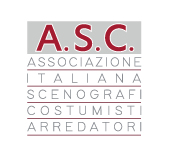 A.S.C.
ASSOCIAZIONE
ITALIANA
SCENOGRAFI
COSTUMISTI
ARREDATORI